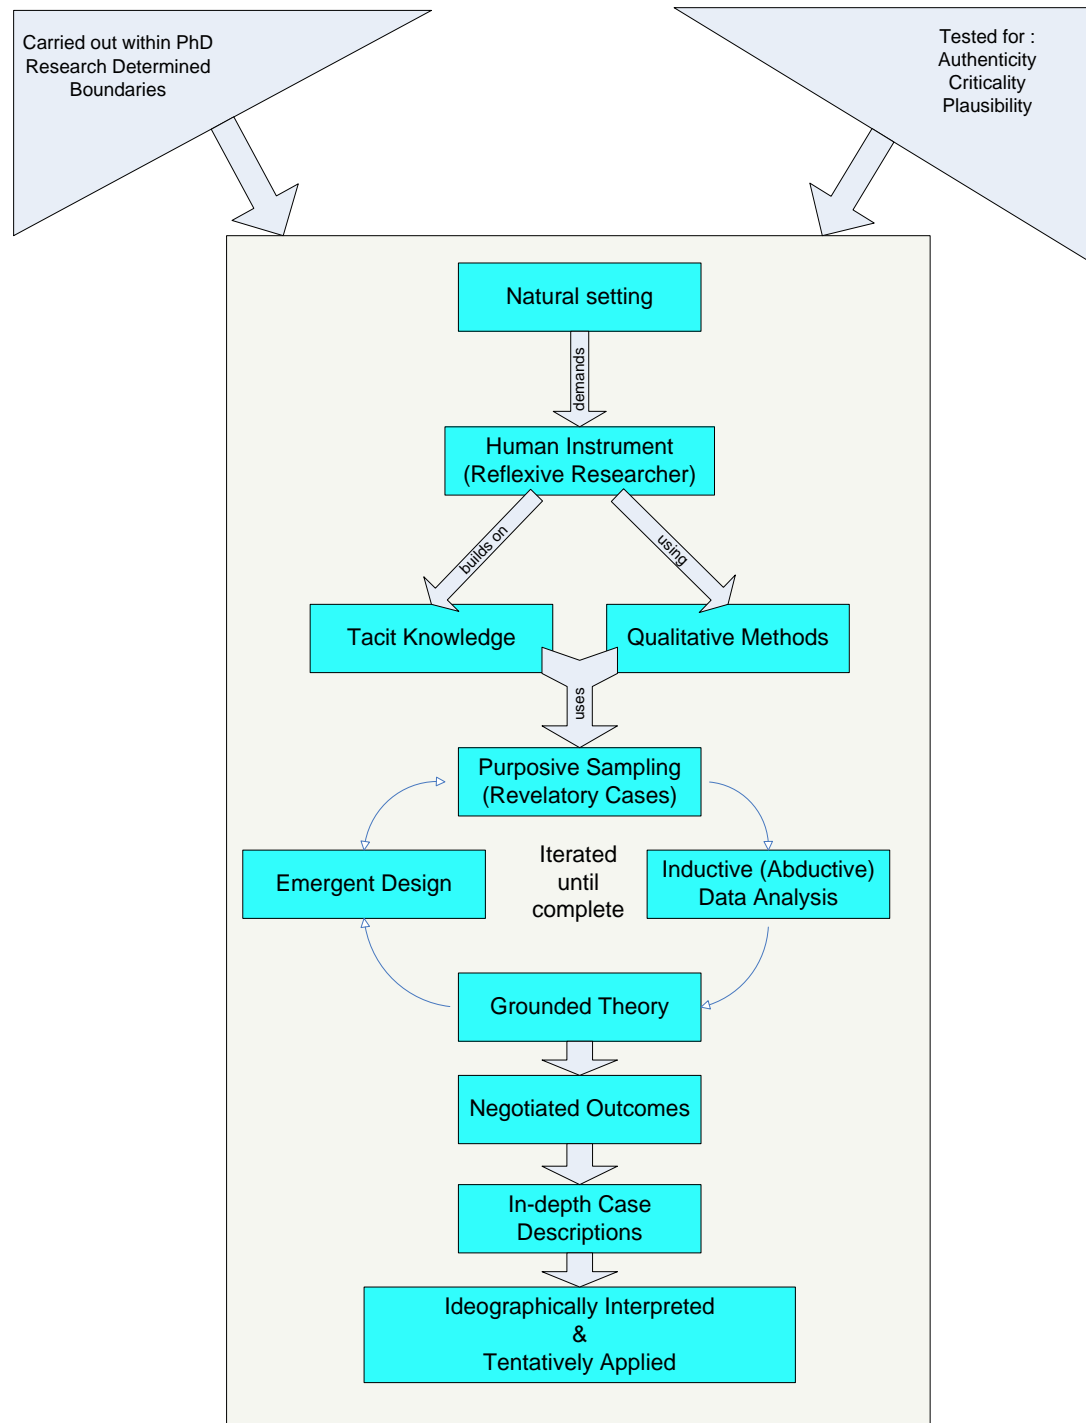 Carried out within PhD
Research Determined
Boundaries
Tested for :
Authenticity
Criticality
Plausibility
Natural setting
demands
Human Instrument
(Reflexive Researcher)
builds on
using
Tacit Knowledge
Qualitative Methods
uses
Purposive Sampling
(Revelatory Cases)
Emergent Design
Iterated
until
complete
Inductive (Abductive)
Data Analysis
Grounded Theory
Negotiated Outcomes
In-depth Case
Descriptions
Ideographically Interpreted
&
Tentatively Applied